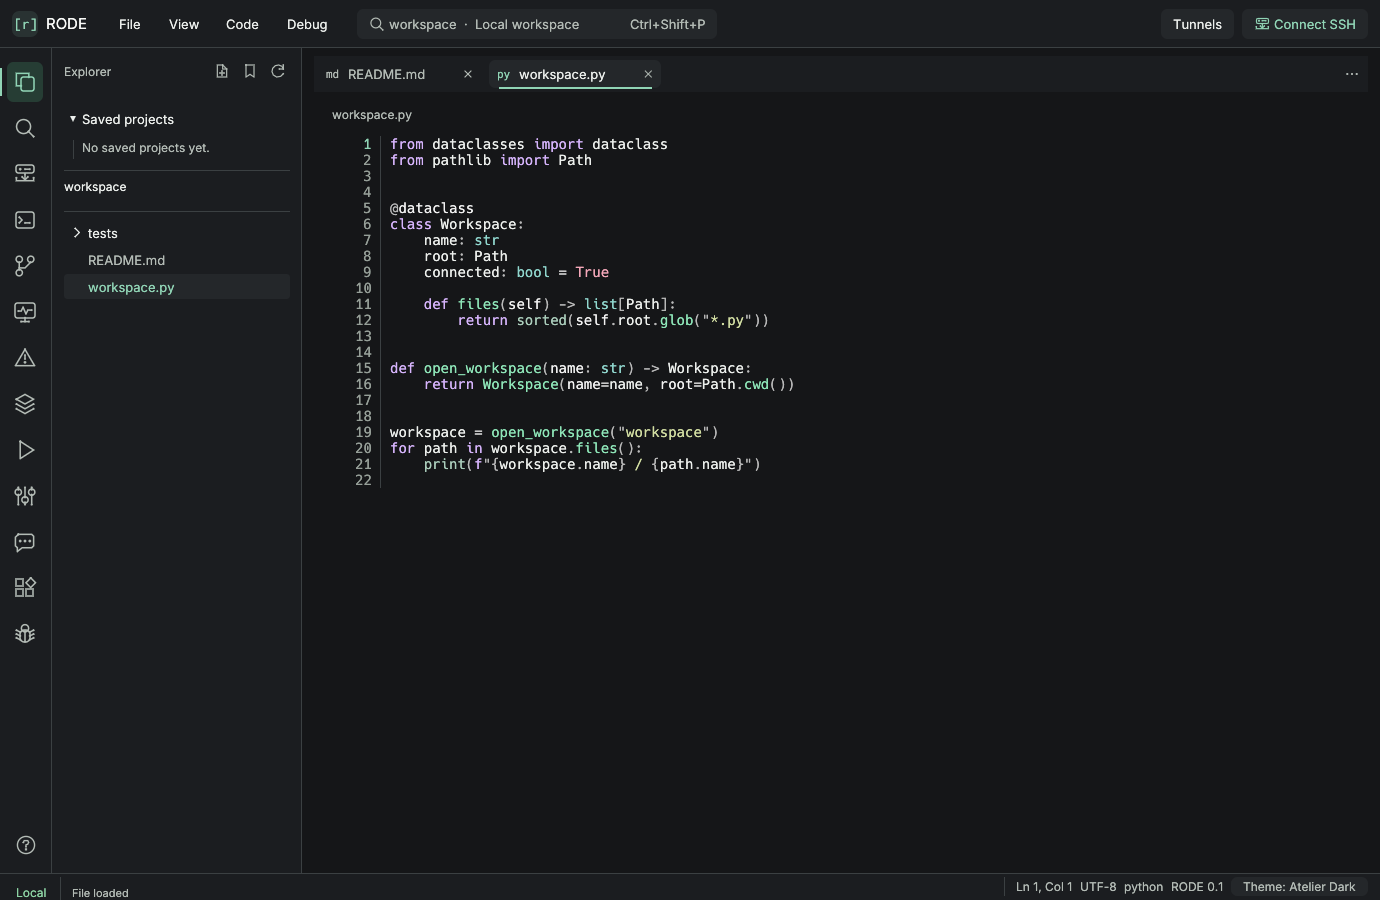 [r] RODE File View Code Debug workspace · Local workspace Ctrl+Shift+P Tunnels Connect SSH
Explorer
Saved projects
No saved projects yet.
workspace
tests
README.md
workspace.py
md README.md × py workspace.py × ...
workspace.py
1 from dataclasses import dataclass
2 from pathlib import Path
3
4
5 @dataclass
6 class Workspace:
7     name: str
8     root: Path
9     connected: bool = True
10
11     def files(self) -> list[Path]:
12         return sorted(self.root.glob("*.py"))
13
14
15 def open_workspace(name: str) -> Workspace:
16     return Workspace(name=name, root=Path.cwd())
17
18
19 workspace = open_workspace("workspace")
20 for path in workspace.files():
21     print(f"{workspace.name} / {path.name}")
22
Local File loaded Ln 1, Col 1 UTF-8 python RODE 0.1 Theme: Atelier Dark